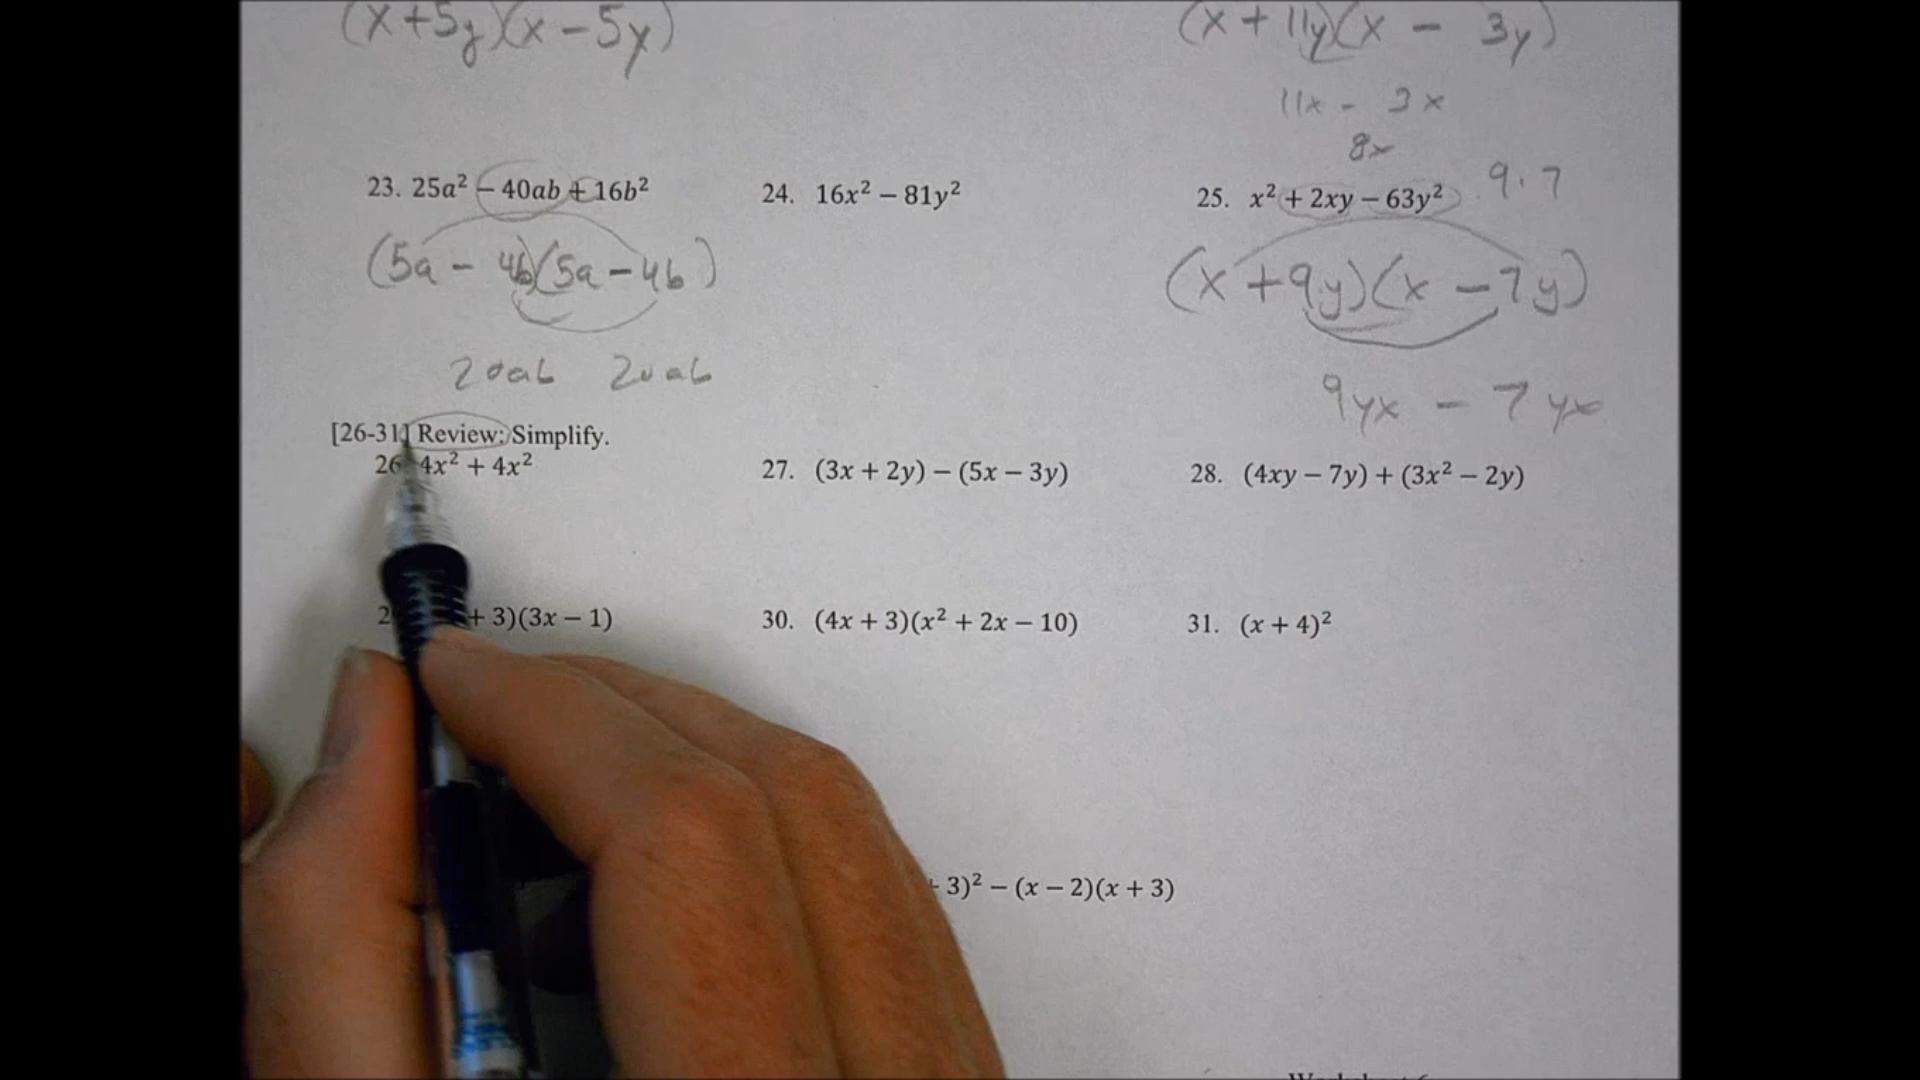 (x+5y)(x-5y)
(x + 11y)(x - 3y)
11x - 3x
8x
23. 25a² − 40ab + 16b²
24. 16x² − 81y²
25. x² + 2xy − 63y²
9·7
(5a - 4b)(5a - 4b)
(x + 9y)(x - 7y)
20ab 20ab
9yx - 7yx
[26-31] Review: Simplify.
26. 4x² + 4x²
27. (3x + 2y) − (5x − 3y)
28. (4xy − 7y) + (3x² − 2y)
+ 3)(3x − 1)
30. (4x + 3)(x² + 2x − 10)
31. (x + 4)²
3)² − (x − 2)(x + 3)